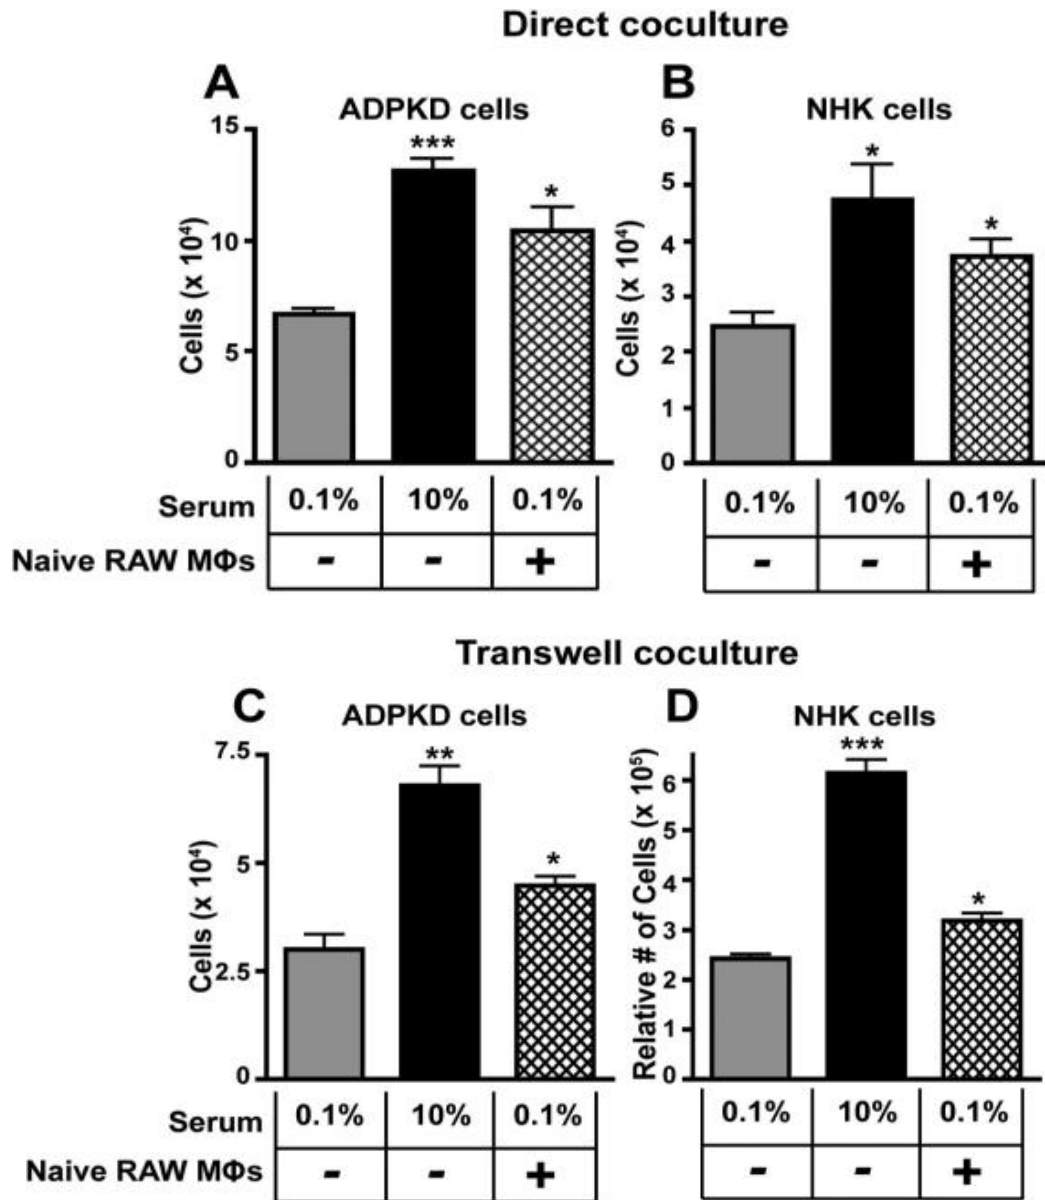 Direct coculture
A
ADPKD cells
Cells (x 10⁴)
15
10
5
0
***
*
Serum 0.1% 10% 0.1%
Naive RAW MΦs - - +
B
NHK cells
Cells (x 10⁴)
6
5
4
3
2
1
0
*
*
0.1% 10% 0.1%
- - +
Transwell coculture
C
ADPKD cells
Cells (x 10⁴)
7.5
5
2.5
0
**
*
Serum 0.1% 10% 0.1%
Naive RAW MΦs - - +
D
NHK cells
Relative # of Cells (x 10⁵)
6
5
4
3
2
1
0
***
*
0.1% 10% 0.1%
- - +